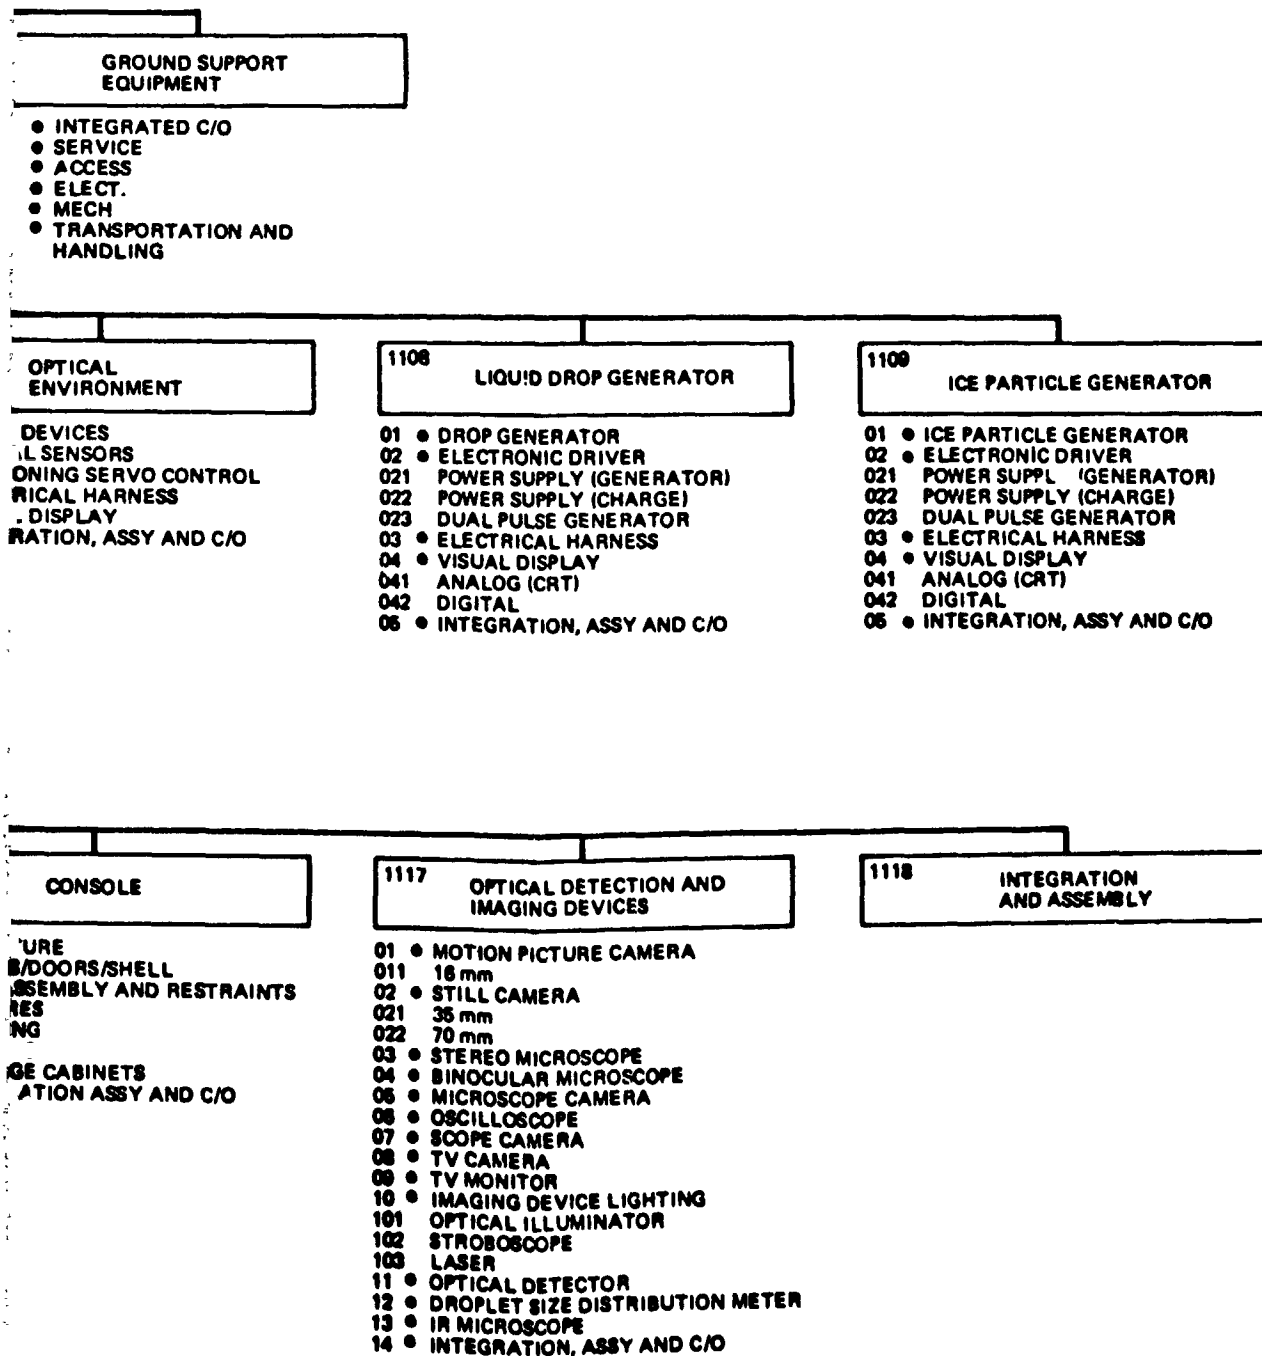 GROUND SUPPORT
EQUIPMENT
● INTEGRATED C/O
● SERVICE
● ACCESS
● ELECT.
● MECH
● TRANSPORTATION AND
HANDLING
OPTICAL
ENVIRONMENT
DEVICES
SENSORS
SERVO CONTROL
HARNESS
DISPLAY
ASSY AND C/O
1108
LIQUID DROP GENERATOR
01 ● DROP GENERATOR
02 ● ELECTRONIC DRIVER
021 POWER SUPPLY (GENERATOR)
022 POWER SUPPLY (CHARGE)
023 DUAL PULSE GENERATOR
03 ● ELECTRICAL HARNESS
04 ● VISUAL DISPLAY
041 ANALOG (CRT)
042 DIGITAL
05 ● INTEGRATION, ASSY AND C/O
1109
ICE PARTICLE GENERATOR
01 ● ICE PARTICLE GENERATOR
02 ● ELECTRONIC DRIVER
021 POWER SUPPL (GENERATOR)
022 POWER SUPPLY (CHARGE)
023 DUAL PULSE GENERATOR
03 ● ELECTRICAL HARNESS
04 ● VISUAL DISPLAY
041 ANALOG (CRT)
042 DIGITAL
05 ● INTEGRATION, ASSY AND C/O
CONSOLE
URE
/DOORS/SHELL
SSEMBLY AND RESTRAINTS
RES
NG
GE CABINETS
ATION ASSY AND C/O
1117
OPTICAL DETECTION AND
IMAGING DEVICES
01 ● MOTION PICTURE CAMERA
011 16 mm
02 ● STILL CAMERA
021 35 mm
022 70 mm
03 ● STEREO MICROSCOPE
04 ● BINOCULAR MICROSCOPE
05 ● MICROSCOPE CAMERA
06 ● OSCILLOSCOPE
07 ● SCOPE CAMERA
08 ● TV CAMERA
09 ● TV MONITOR
10 ● IMAGING DEVICE LIGHTING
101 OPTICAL ILLUMINATOR
102 STROBOSCOPE
103 LASER
11 ● OPTICAL DETECTOR
12 ● DROPLET SIZE DISTRIBUTION METER
13 ● IR MICROSCOPE
14 ● INTEGRATION, ASSY AND C/O
1118
INTEGRATION
AND ASSEMBLY